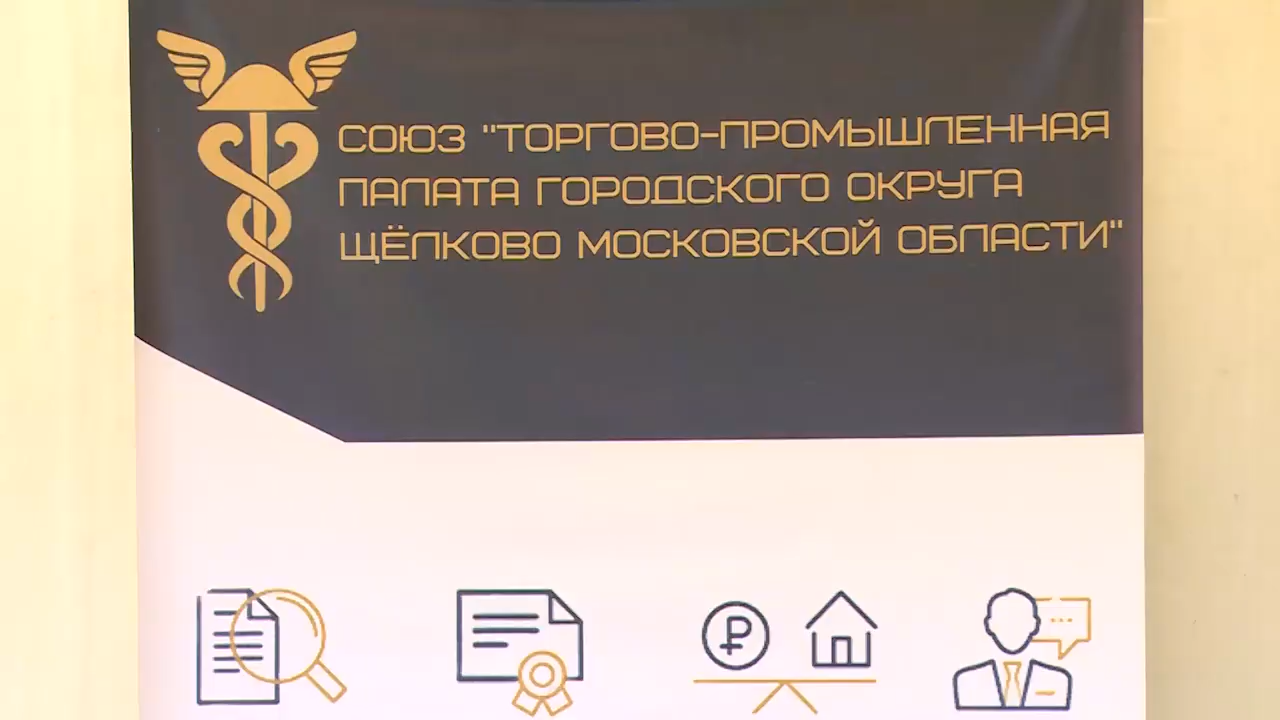 СОЮЗ "ТОРГОВО-ПРОМЫШЛЕННАЯ
ПАЛАТА ГОРОДСКОГО ОКРУГА
ЩЁЛКОВО МОСКОВСКОЙ ОБЛАСТИ"